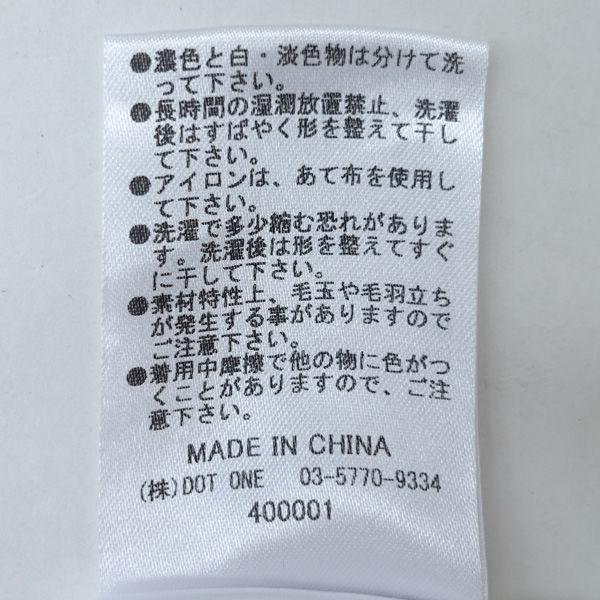 ●濃色と白・淡色物は分けて洗
って下さい。
●長時間の湿潤放置禁止、洗濯
後はすばやく形を整えて干し
て下さい。
●アイロンは、あて布を使用し
て下さい。
●洗濯で多少縮む恐れがありま
す。洗濯後は形を整えてすぐ
に干して下さい。
●素材特性上、毛玉や毛羽立ち
が発生する事がありますので
ご注意下さい。
●着用中摩擦で他の物に色がつ
くことがありますので、ご注
意下さい。
MADE IN CHINA
(株)DOT ONE 03-5770-9334
400001